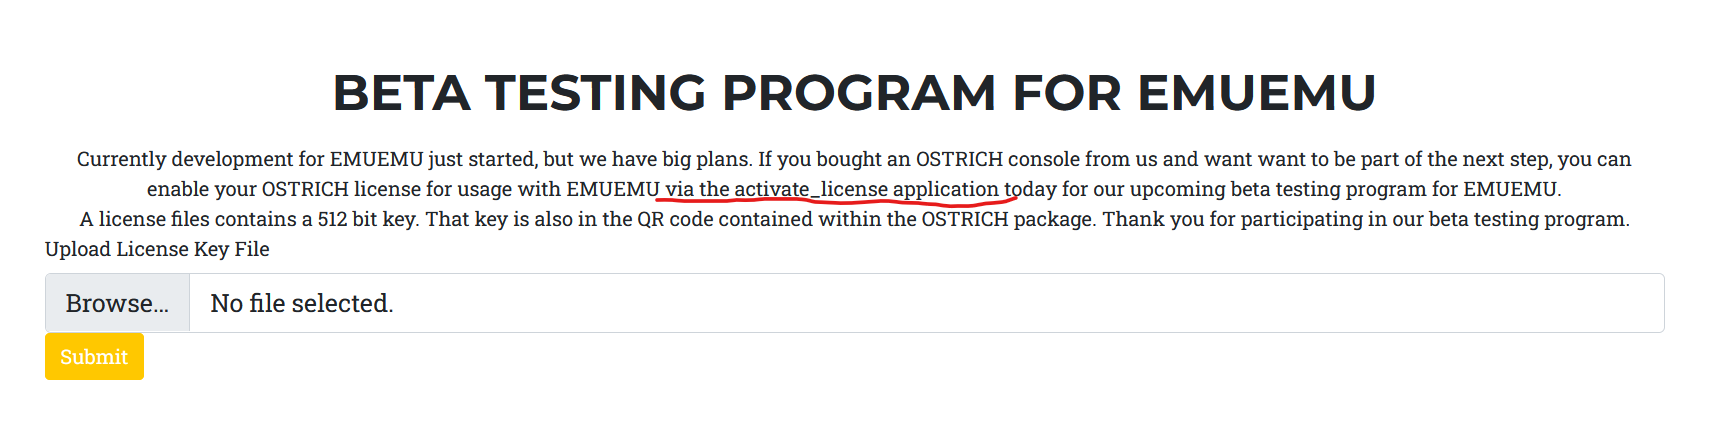 BETA TESTING PROGRAM FOR EMUEMU
Currently development for EMUEMU just started, but we have big plans. If you bought an OSTRICH console from us and want want to be part of the next step, you can
enable your OSTRICH license for usage with EMUEMU via the activate_license application today for our upcoming beta testing program for EMUEMU.
A license files contains a 512 bit key. That key is also in the QR code contained within the OSTRICH package. Thank you for participating in our beta testing program.
Upload License Key File
Browse... No file selected.
Submit